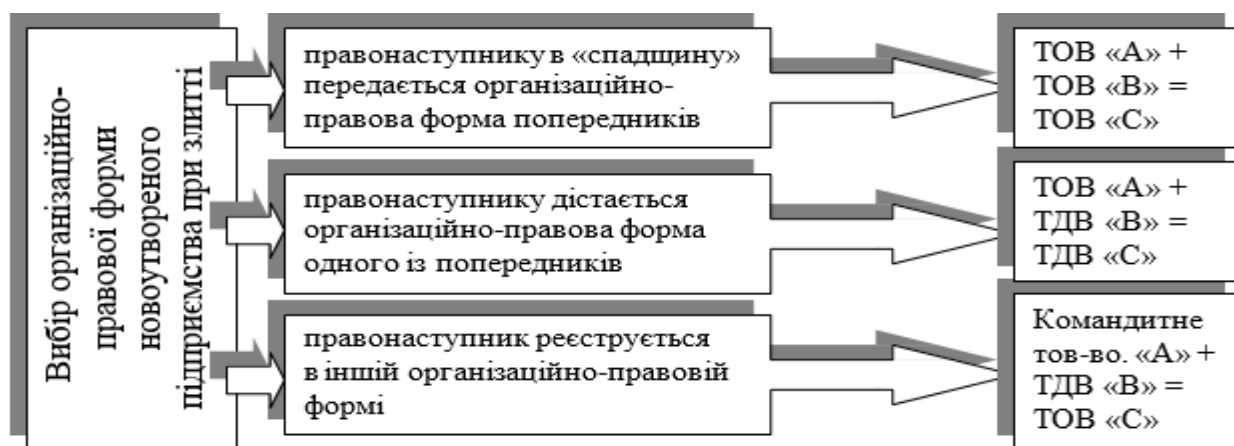 Вибір організаційно-
правової форми
новоутвореного
підприємства при злитті
правонаступнику в «спадщину»
передається організаційно-
правова форма попередників
ТОВ «А» +
ТОВ «В» =
ТОВ «С»
правонаступнику дістається
організаційно-правова форма
одного із попередників
ТОВ «А» +
ТДВ «В» =
ТДВ «С»
правонаступник реєструється
в іншій організаційно-правовій
формі
Командитне
тов-во. «А» +
ТДВ «В» =
ТОВ «С»